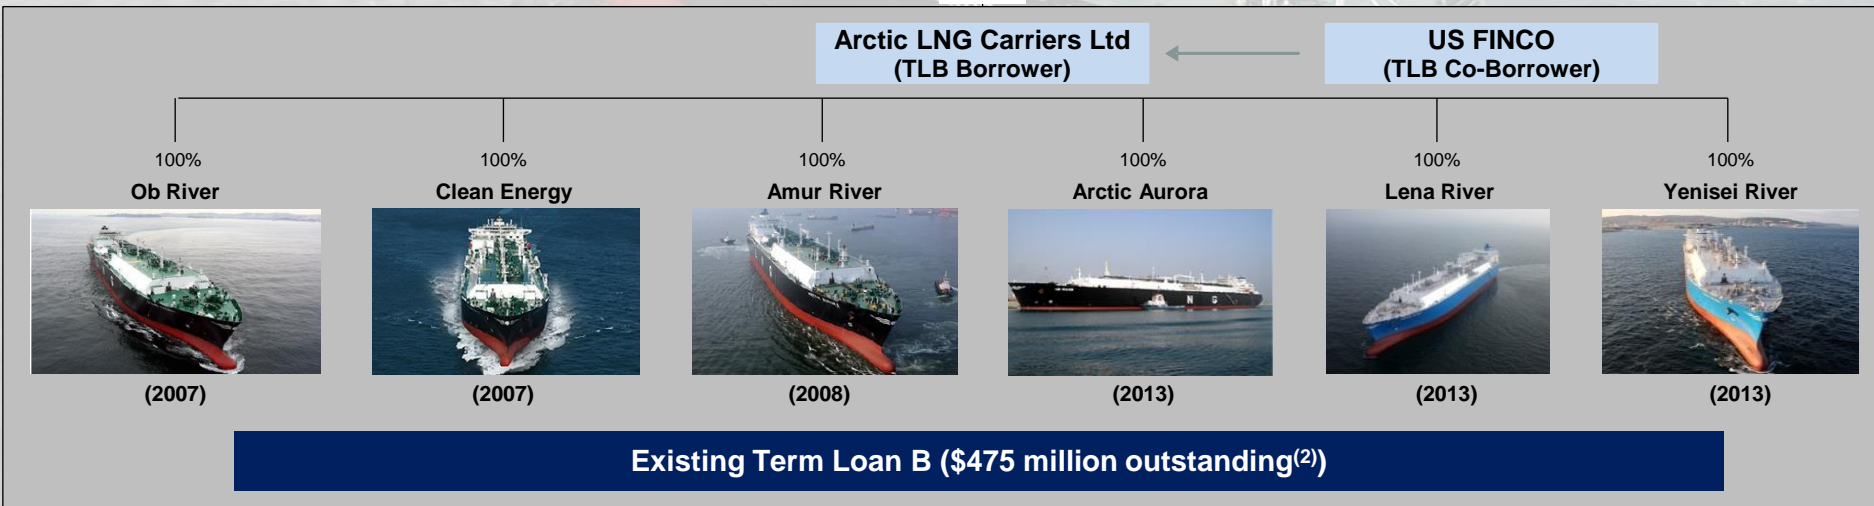 Arctic LNG Carriers Ltd
(TLB Borrower)
US FINCO
(TLB Co-Borrower)
100%
100%
100%
100%
100%
100%
Ob River
Clean Energy
Amur River
Arctic Aurora
Lena River
Yenisei River
N G
(2007)
(2007)
(2008)
(2013)
(2013)
(2013)
Existing Term Loan B ($475 million outstanding(2))